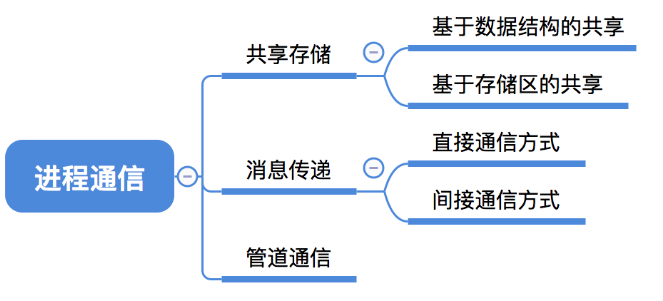 进程通信
共享存储
基于数据结构的共享
基于存储区的共享
消息传递
直接通信方式
间接通信方式
管道通信